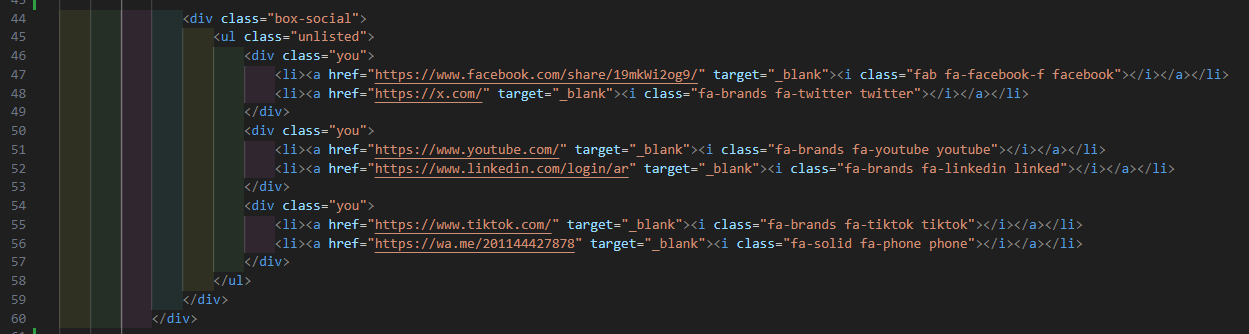 44 <div class="box-social">
45 <ul class="unlisted">
46 <div class="you">
47 <li><a href="https://www.facebook.com/share/19mkWi2og9/" target="_blank"><i class="fab fa-facebook-f facebook"></i></a></li>
48 <li><a href="https://x.com/" target="_blank"><i class="fa-brands fa-twitter twitter"></i></a></li>
49 </div>
50 <div class="you">
51 <li><a href="https://www.youtube.com/" target="_blank"><i class="fa-brands fa-youtube youtube"></i></a></li>
52 <li><a href="https://www.linkedin.com/login/ar" target="_blank"><i class="fa-brands fa-linkedin linked"></i></a></li>
53 </div>
54 <div class="you">
55 <li><a href="https://www.tiktok.com/" target="_blank"><i class="fa-brands fa-tiktok tiktok"></i></a></li>
56 <li><a href="https://wa.me/201144427878" target="_blank"><i class="fa-solid fa-phone phone"></i></a></li>
57 </div>
58 </ul>
59 </div>
60 </div>